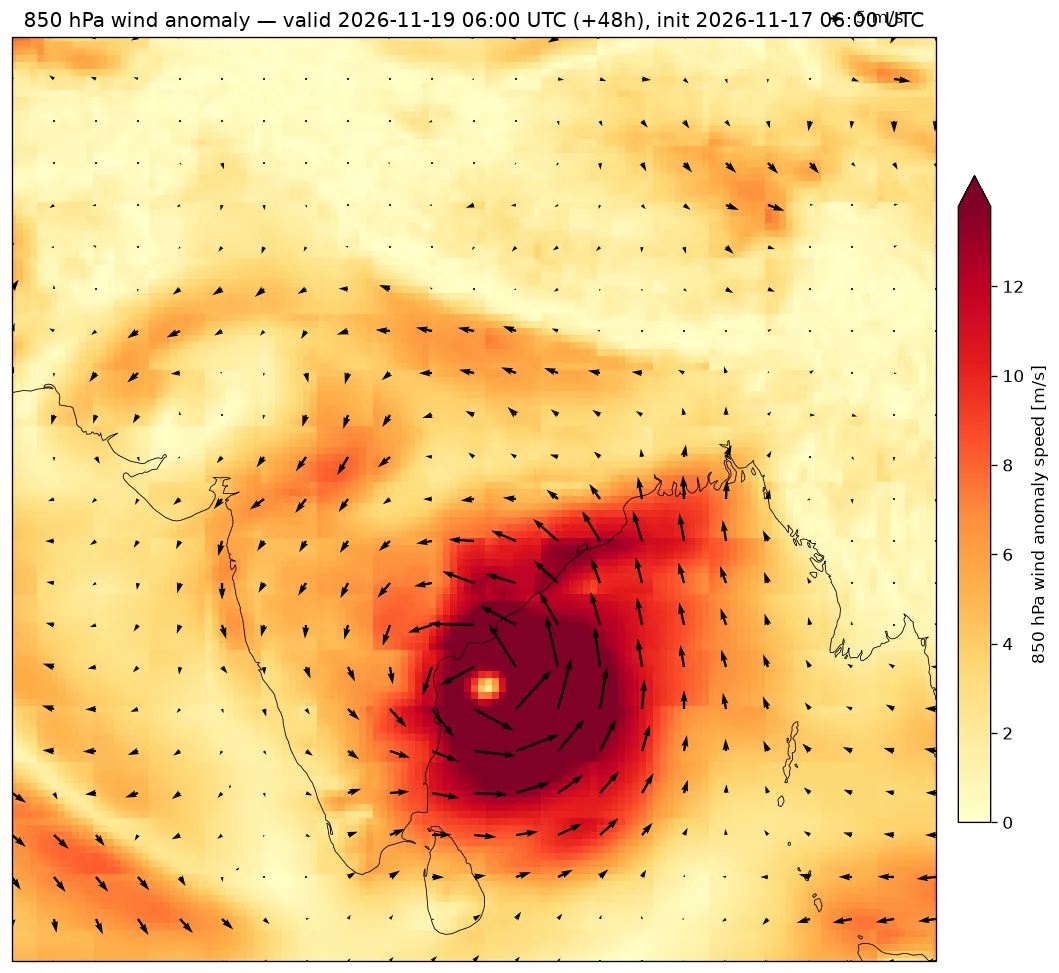 850 hPa wind anomaly — valid 2026-11-19 06:00 UTC (+48h), init 2026-11-17 06:00 UTC
5 m/s
12
10
8
6
4
2
0
850 hPa wind anomaly speed [m/s]